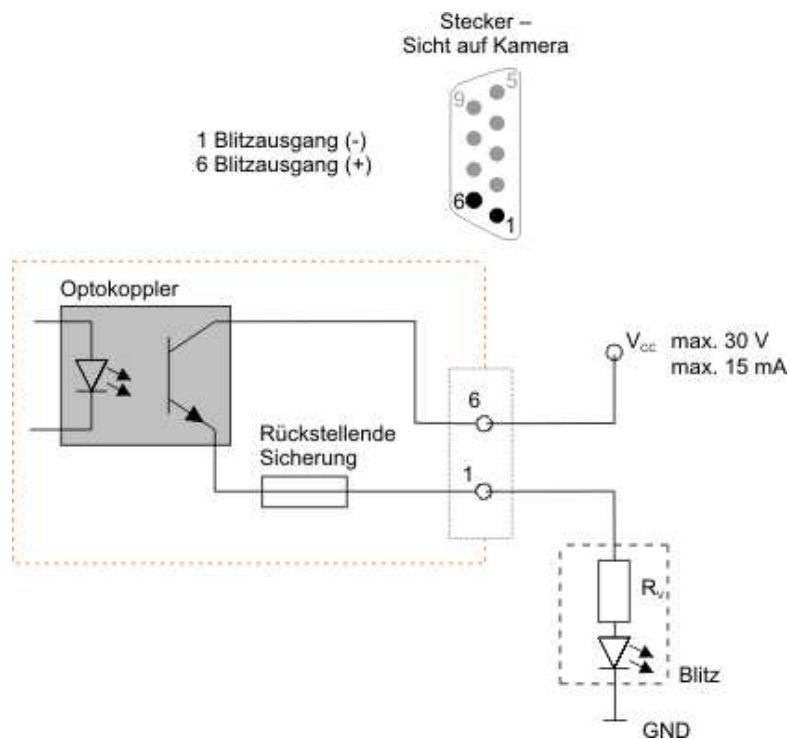 Stecker –
Sicht auf Kamera
5
9
1 Blitzausgang (-)
6 Blitzausgang (+)
6
1
Optokoppler
Vcc max. 30 V
max. 15 mA
6
Rückstellende
Sicherung
1
Rv
Blitz
GND